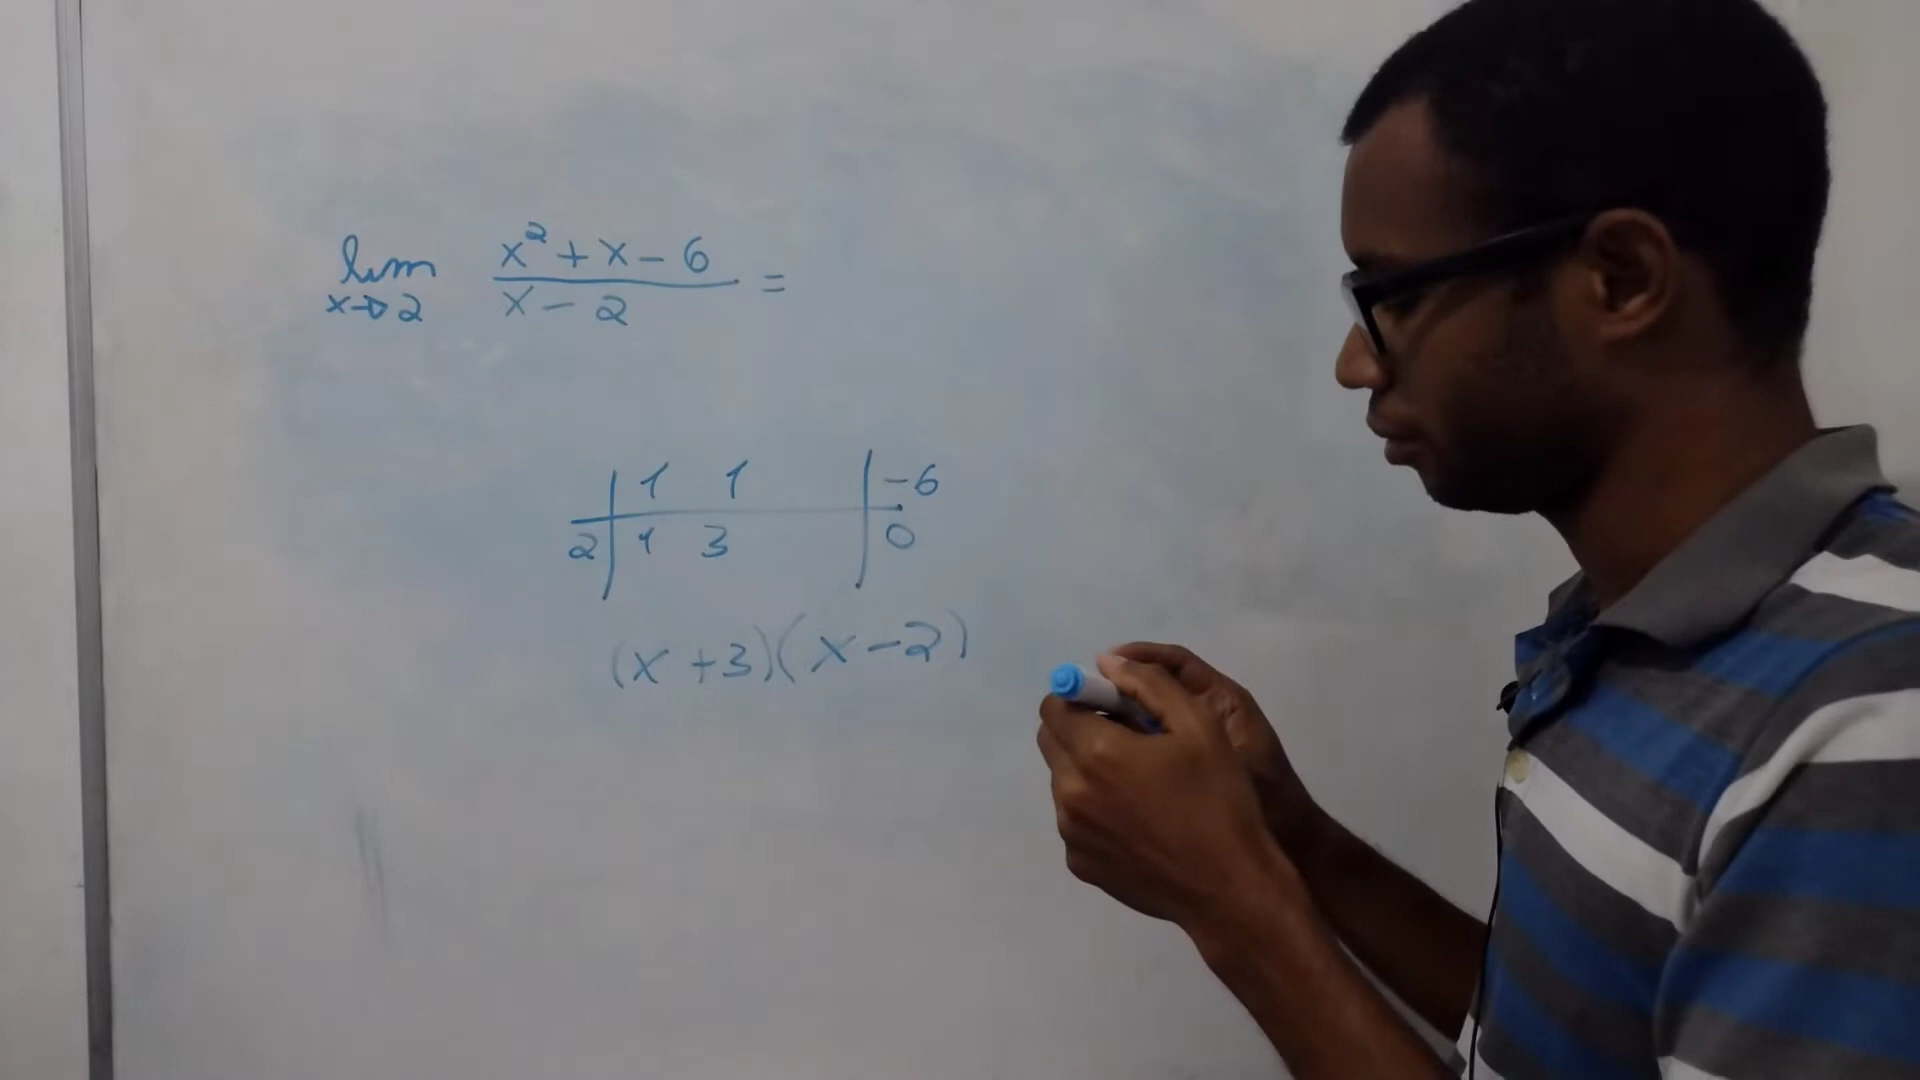 lim x²+x-6 =
x→2 x-2
1 1 -6
2 1 3 0
(x+3)(x-2)